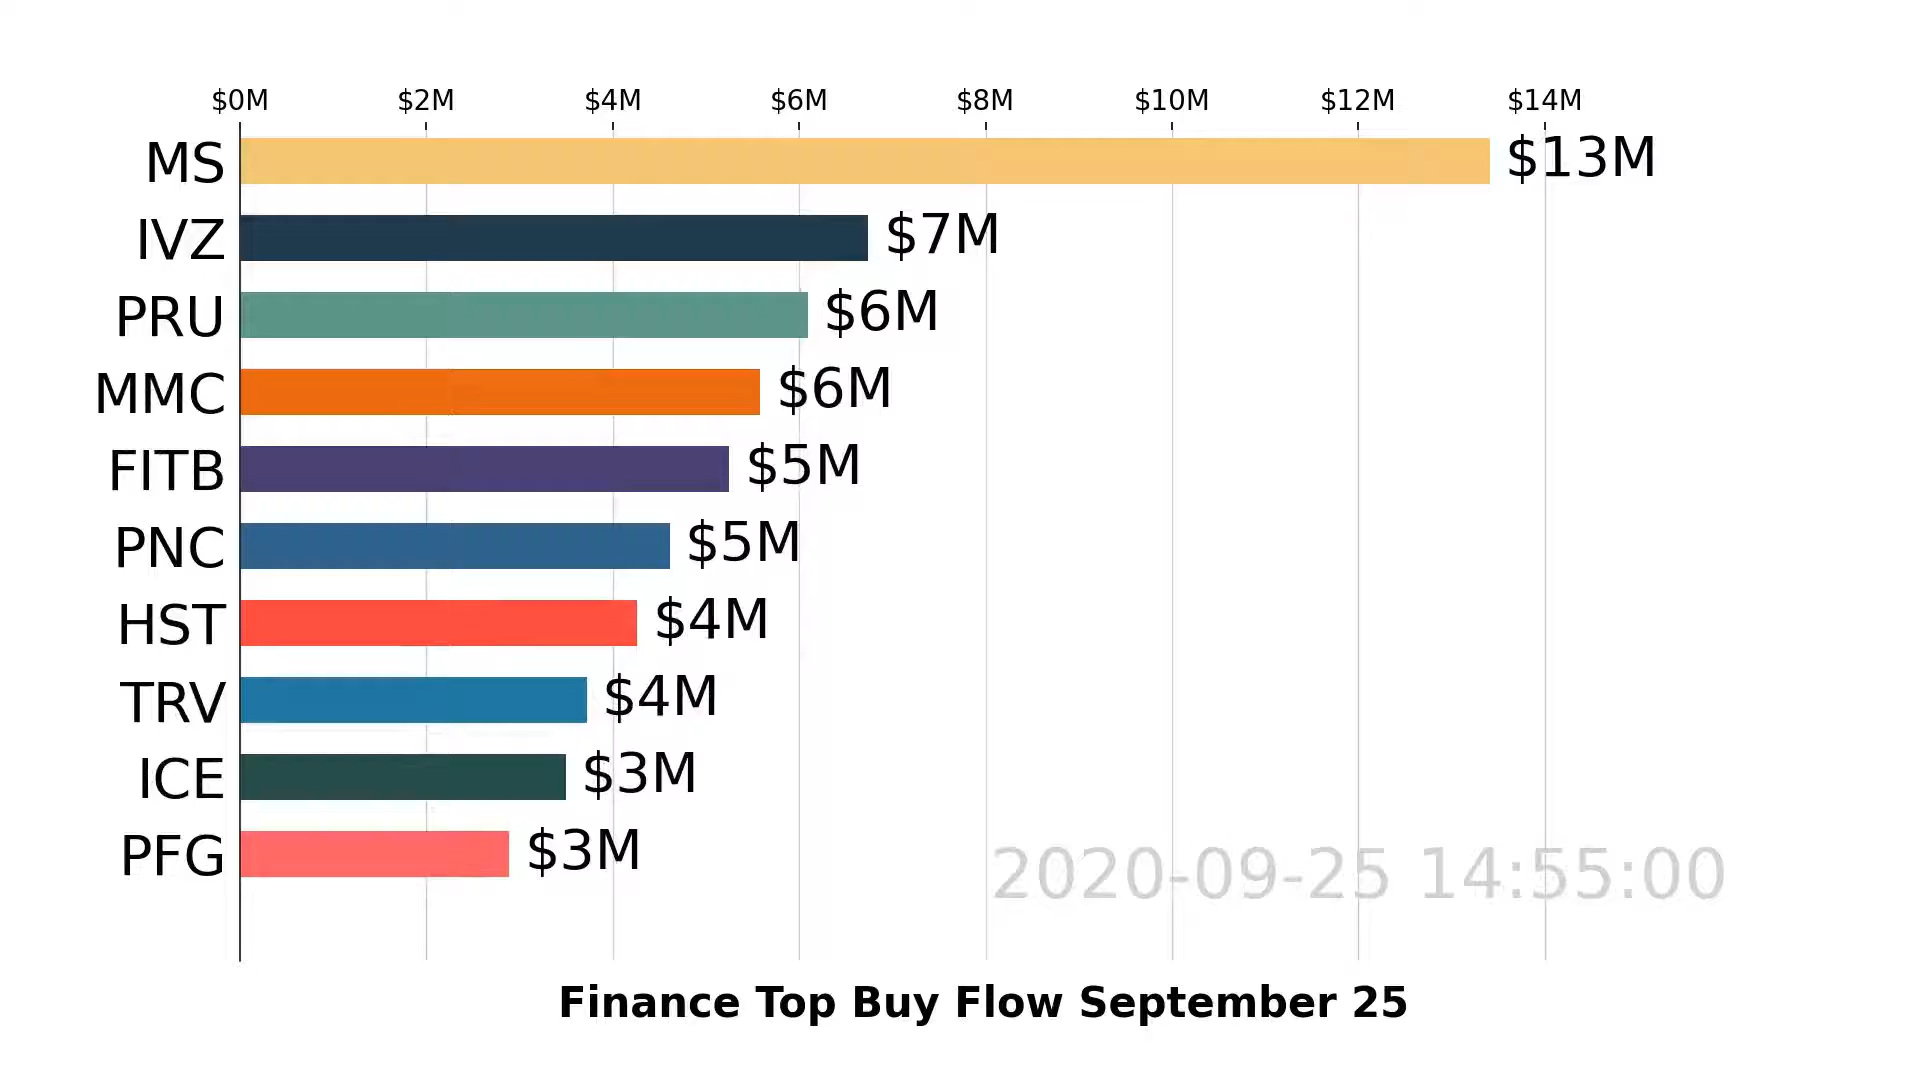 $0M $2M $4M $6M $8M $10M $12M $14M
MS $13M
IVZ $7M
PRU $6M
MMC $6M
FITB $5M
PNC $5M
HST $4M
TRV $4M
ICE $3M
PFG $3M
2020-09-25 14:55:00
Finance Top Buy Flow September 25